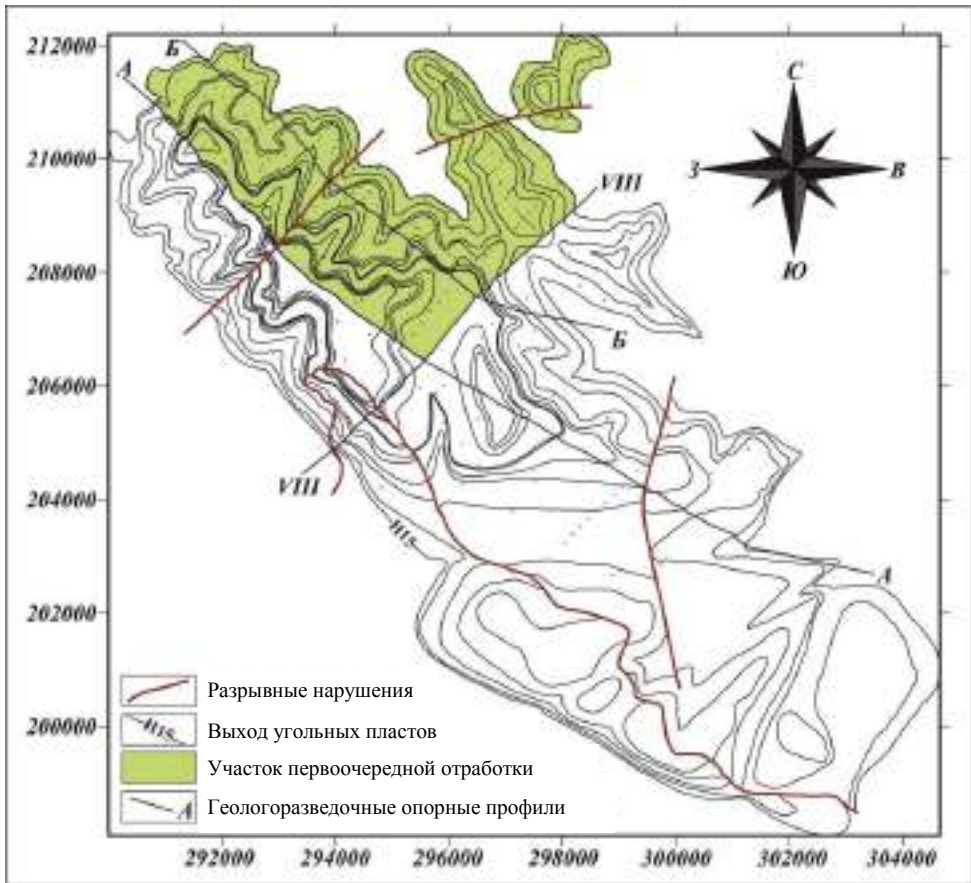 212000
Б
А
С
210000
З
В
VIII
208000
Ю
Б
206000
VIII
204000
Н15
А
202000
Разрывные нарушения
200000
Н15
Выход угольных пластов
Участок первоочередной отработки
А
Геологоразведочные опорные профили
292000
294000
296000
298000
300000
302000
304000